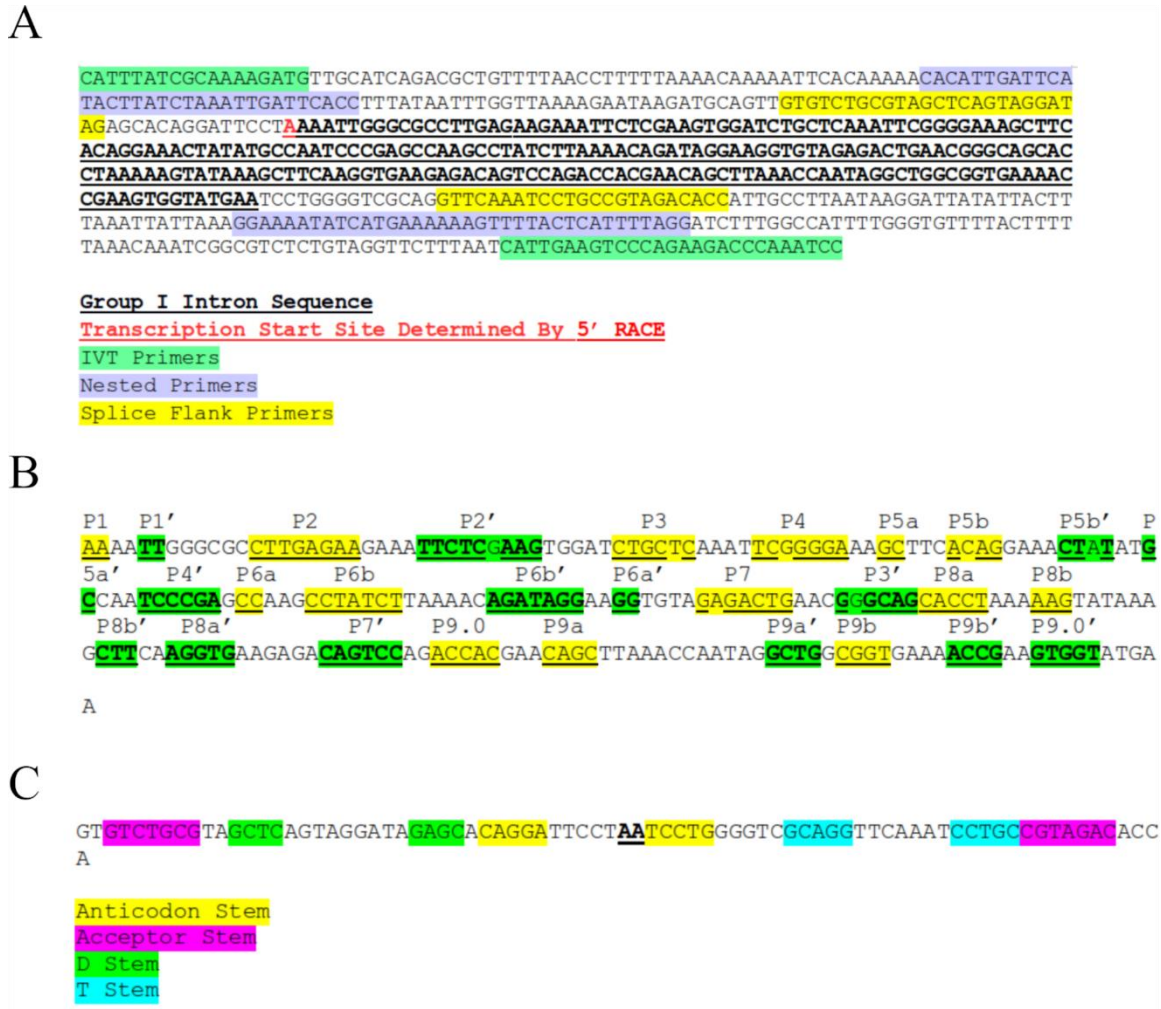 A
CATTTATCGCAAAAGATGTTGCATCAGACGCTGTTTTAACCTTTTTAAAACAAAAATTCACAAAAACACATTGATTCA
TACTTATCTAAATTGATTCACCTTTATAATTTGGTTAAAAGAATAAGATGCAGTTGTGTCTGCGTAGCTCAGTAGGAT
AGAGCACAGGATTCCTAAAATTGGGCGCCTTGAGAAGAAATTCTCGAAGTGGATCTGCTCAAATTCGGGGAAAGCTTC
ACAGGAAACTATATGCCAATCCCGAGCCAAGCCTATCTTAAAACAGATAGGAAGGTGTAGAGACTGAACGGGCAGCAC
CTAAAAAGTATAAAGCTTCAAGGTGAAGAGACAGTCCAGACCACGAACAGCTTAAACCAATAGGCTGGCGGTGAAAAC
CGAAGTGGTATGAATCCTGGGGTCGCAGGTTCAAATCCTGCCGTAGACACCATTGCCTTAATAAGGATTATATTACTT
TAAATTATTAAAGGAAAATATCATGAAAAAAGTTTTACTCATTTTAGGATCTTTGGCCATTTTGGGTGTTTTACTTTT
TAAACAAATCGGCGTCTCTGTAGGTTCTTTAATCATTGAAGTCCCAGAAGACCCAAATCC
Group I Intron Sequence
Transcription Start Site Determined By 5' RACE
IVT Primers
Nested Primers
Splice Flank Primers
B
P1 P1' P2 P2' P3 P4 P5a P5b P5b' P
AAAATTGGGCGCCTTGAGAAGAAATTCTCGAAGTGGATCTGCTCAAATTCGGGGAAAGCTTCACAGGAAACTATATG
5a' P4' P6a P6b P6b' P6a' P7 P3' P8a P8b
CCAATCCCGAGCCAAGCCTATCTTAAAACAGATAGGAAGGTGTAGAGACTGAACGGGCAGCACCTAAAAAGTATAAA
P8b' P8a' P7' P9.0 P9a P9a' P9b P9b' P9.0'
GCTTCAAGGTGAAGAGACAGTCCAGACCACGAACAGCTTAAACCAATAGGCTGGCGGTGAAAACCGAAGTGGTATGA
A
C
GTGTCTGCGTAGCTCAGTAGGATAGAGCACAGGATTCCTAATCCTGGGGTCGCAGGTTCAAATCCTGCCGTAGACACC
A
Anticodon Stem
Acceptor Stem
D Stem
T Stem